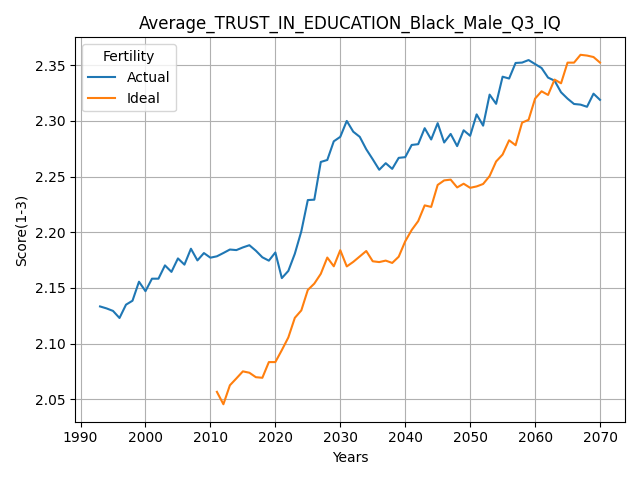 Average_TRUST_IN_EDUCATION_Black_Male_Q3_IQ
Fertility
Actual
Ideal
Score(1-3)
2.35
2.30
2.25
2.20
2.15
2.10
2.05
1990 2000 2010 2020 2030 2040 2050 2060 2070
Years